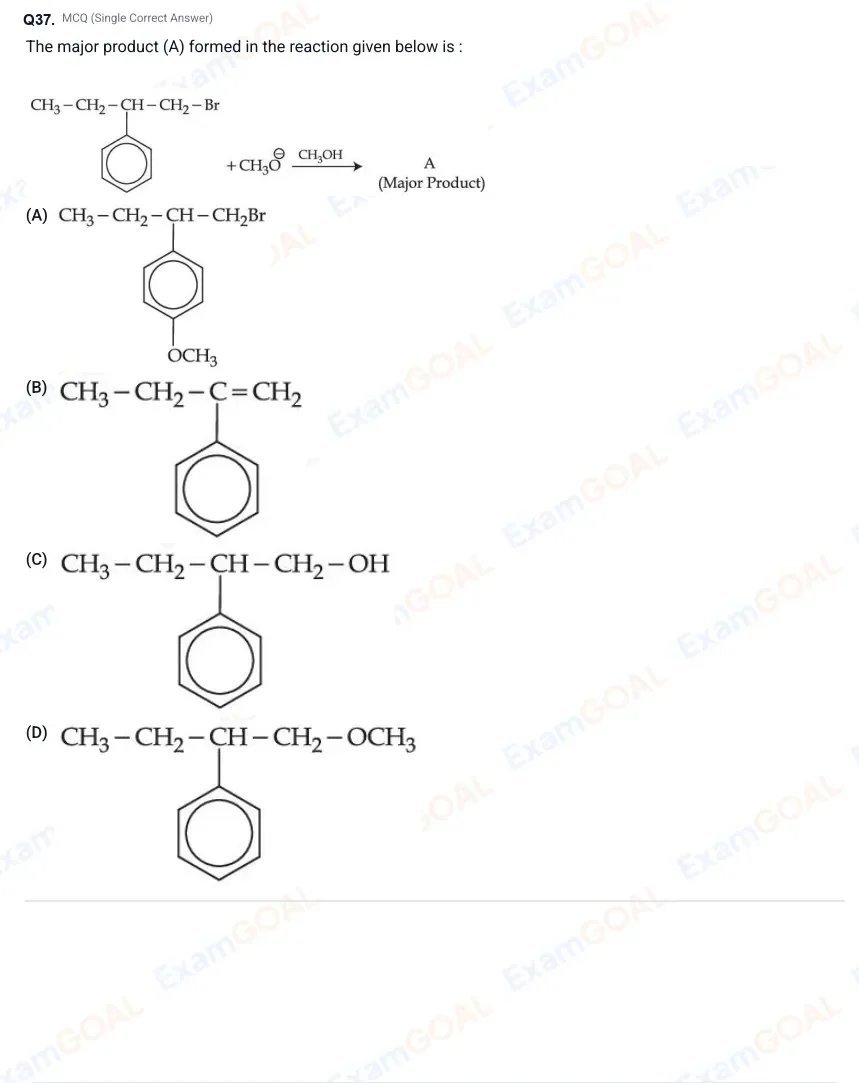 Q37. MCQ (Single Correct Answer)
The major product (A) formed in the reaction given below is :
CH₃–CH₂–CH–CH₂–Br
+CH₃O⊖ CH₃OH A
(Major Product)
(A) CH₃–CH₂–CH–CH₂Br
OCH₃
(B) CH₃–CH₂–C=CH₂
(C) CH₃–CH₂–CH–CH₂–OH
(D) CH₃–CH₂–CH–CH₂–OCH₃
ExamGOAL